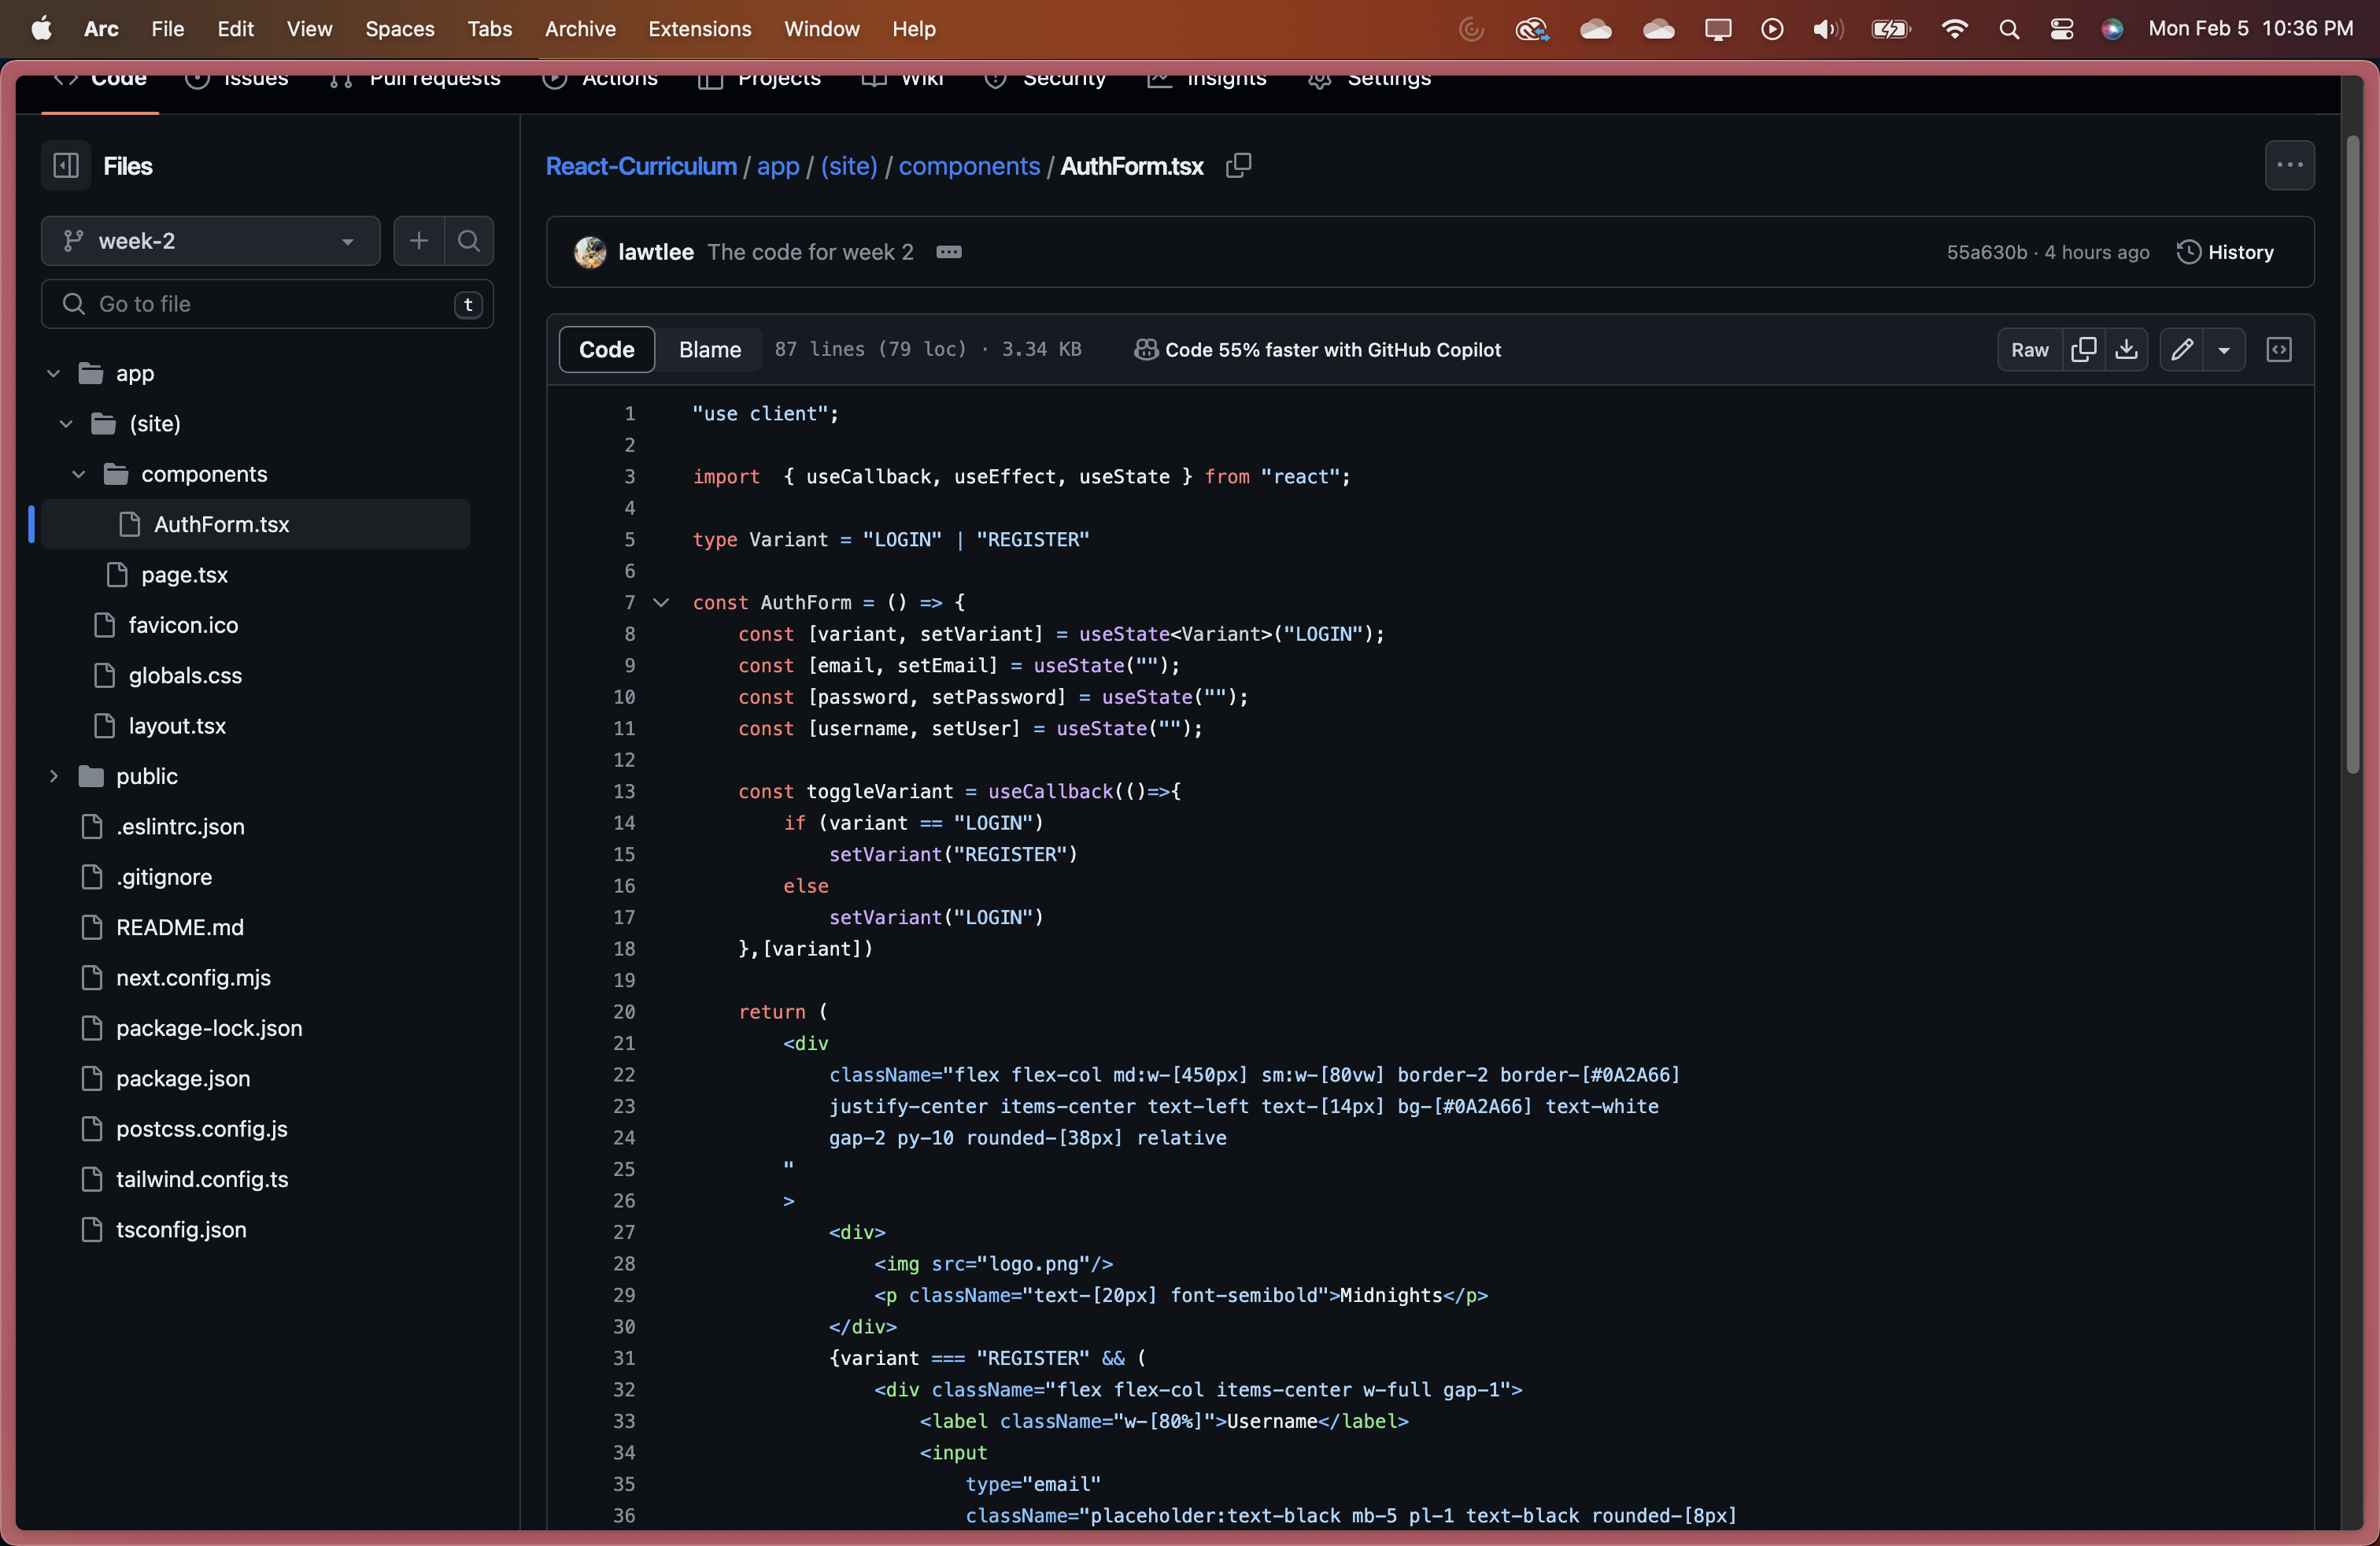 Arc File Edit View Spaces Tabs Archive Extensions Window Help Mon Feb 5 10:36 PM
Code Issues Pull requests Actions Projects Wiki Security Insights Settings
Files
week-2
Go to file t
app
(site)
components
AuthForm.tsx
page.tsx
favicon.ico
globals.css
layout.tsx
public
.eslintrc.json
.gitignore
README.md
next.config.mjs
package-lock.json
package.json
postcss.config.js
tailwind.config.ts
tsconfig.json
React-Curriculum / app / (site) / components / AuthForm.tsx
lawtlee The code for week 2 55a630b · 4 hours ago History
Code Blame 87 lines (79 loc) · 3.34 KB Code 55% faster with GitHub Copilot Raw
1 "use client";
2
3 import  { useCallback, useEffect, useState } from "react";
4
5 type Variant = "LOGIN" | "REGISTER"
6
7 const AuthForm = () => {
8     const [variant, setVariant] = useState<Variant>("LOGIN");
9     const [email, setEmail] = useState("");
10     const [password, setPassword] = useState("");
11     const [username, setUser] = useState("");
12
13     const toggleVariant = useCallback(()=>{
14         if (variant == "LOGIN")
15             setVariant("REGISTER")
16         else
17             setVariant("LOGIN")
18     },[variant])
19
20     return (
21         <div
22             className="flex flex-col md:w-[450px] sm:w-[80vw] border-2 border-[#0A2A66]
23             justify-center items-center text-left text-[14px] bg-[#0A2A66] text-white
24             gap-2 py-10 rounded-[38px] relative
25         "
26         >
27             <div>
28                 <img src="logo.png"/>
29                 <p className="text-[20px] font-semibold">Midnights</p>
30             </div>
31             {variant === "REGISTER" && (
32                 <div className="flex flex-col items-center w-full gap-1">
33                     <label className="w-[80%]">Username</label>
34                     <input
35                         type="email"
36                         className="placeholder:text-black mb-5 pl-1 text-black rounded-[8px]